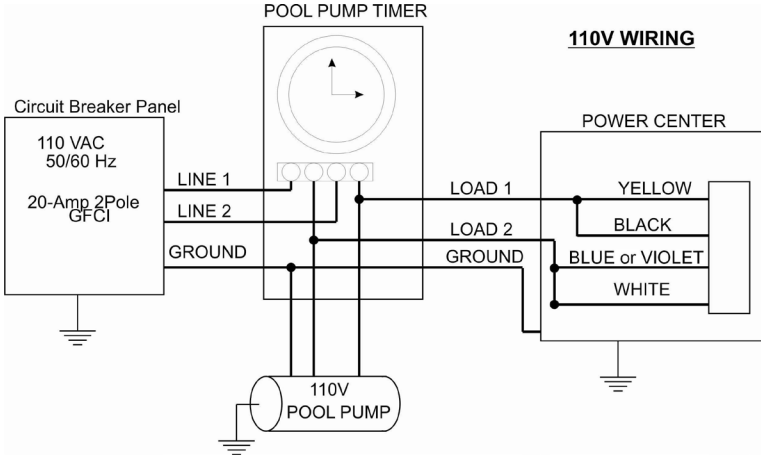 POOL PUMP TIMER
110V WIRING
Circuit Breaker Panel
110 VAC
50/60 Hz
20-Amp 2Pole
GFCI
LINE 1
LINE 2
GROUND
LOAD 1
LOAD 2
GROUND
POWER CENTER
YELLOW
BLACK
BLUE or VIOLET
WHITE
110V
POOL PUMP